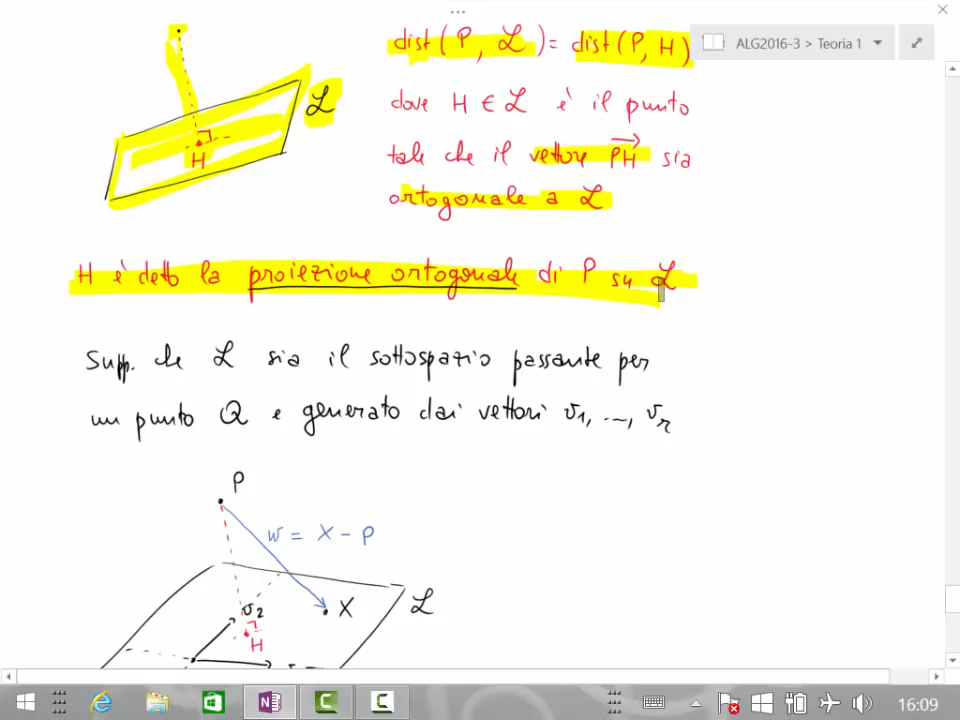 ALG2016-3 > Teoria 1
dist (P, ℒ) = dist (P, H)
dove H ∈ ℒ è il punto
ℒ
H
tale che il vettore PH sia
ortogonale a ℒ
H è detto la proiezione ortogonale di P su ℒ
Supp. che ℒ sia il sottospazio passante per
un punto Q e generato dai vettori v1, ..., vr
P
w = X - P
v2
X
ℒ
H
16:09